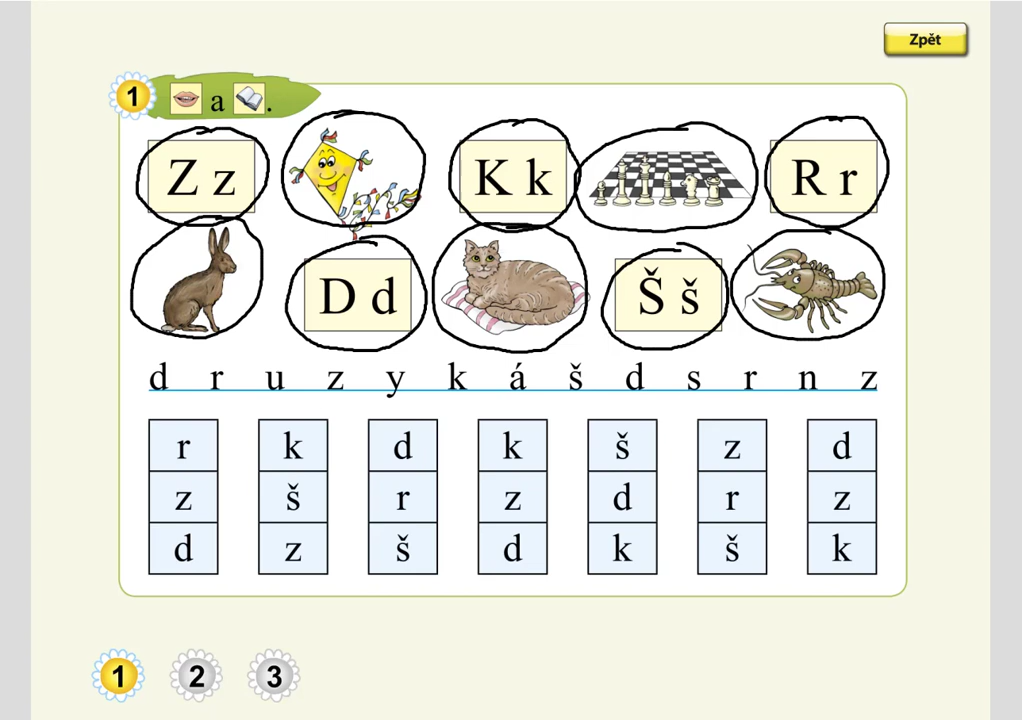 Zpět
1 a .
Z z K k R r
D d Š š
d r u z y k á š d s r n z
r k d k š z d
z š r z d r z
d z š d k š k
1 2 3